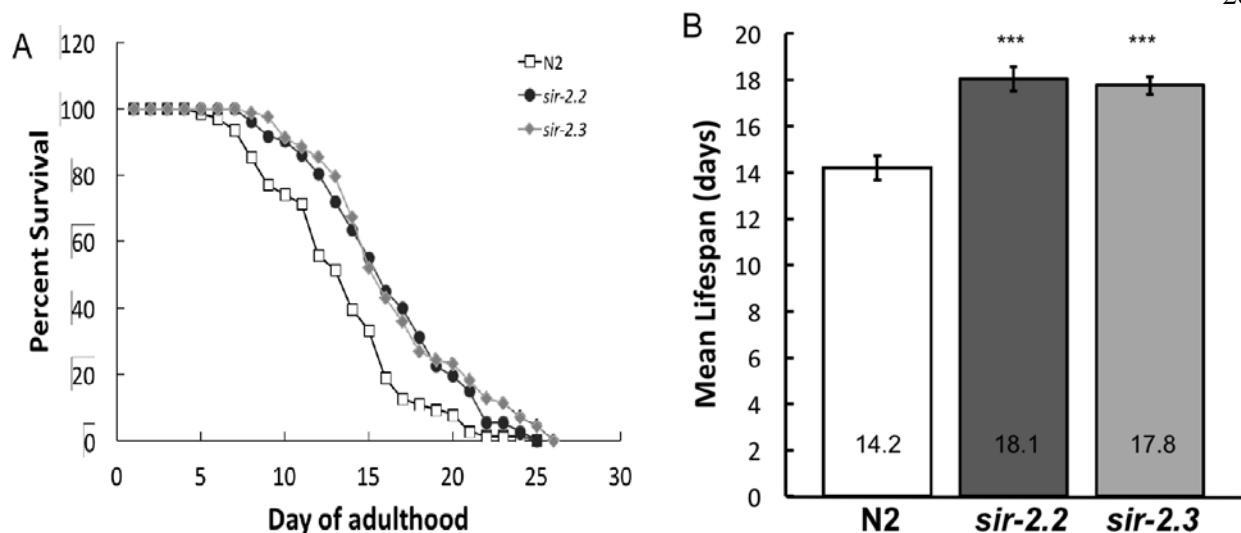 A
120
100
80
60
40
20
0
Percent Survival
0 5 10 15 20 25 30
Day of adulthood
N2
sir-2.2
sir-2.3
B
20
18
16
14
12
10
8
6
4
2
0
Mean Lifespan (days)
*** ***
14.2 18.1 17.8
N2 sir-2.2 sir-2.3